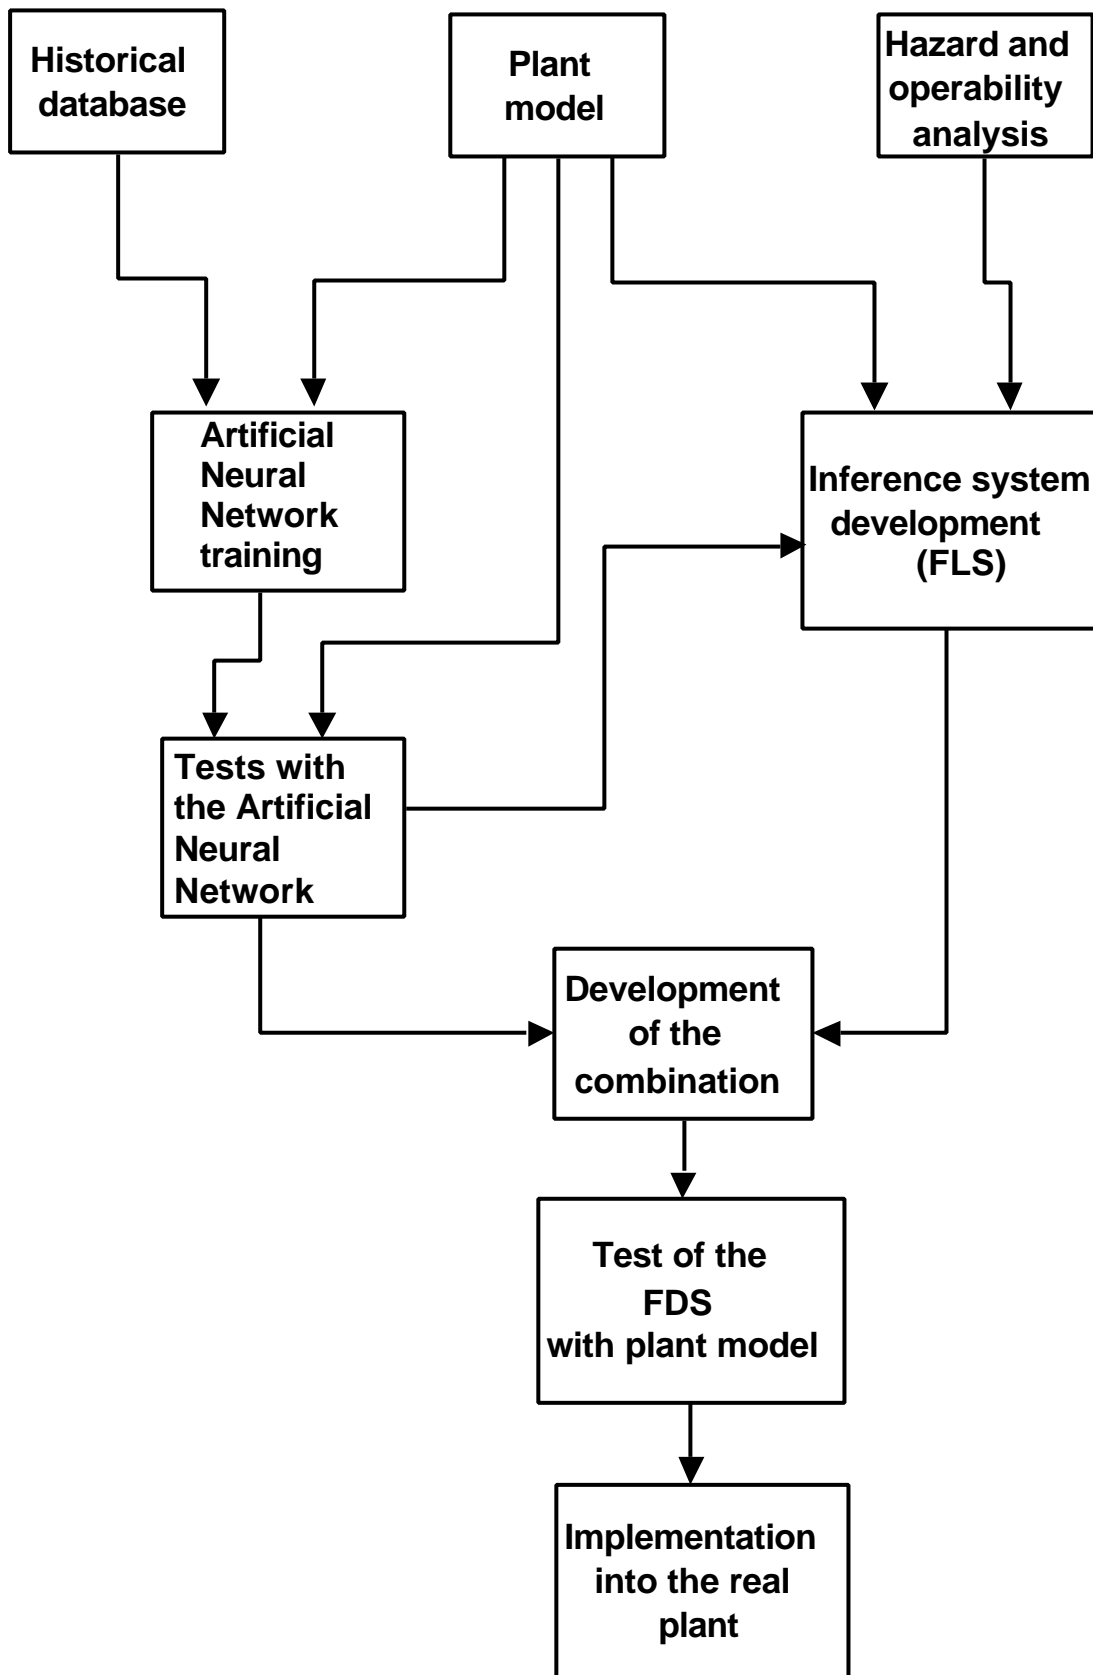 Historical
database
Plant
model
Hazard and
operability
analysis
Artificial
Neural
Network
training
Inference system
development
(FLS)
Tests with
the Artificial
Neural
Network
Development
of the
combination
Test of the
FDS
with plant model
Implementation
into the real
plant